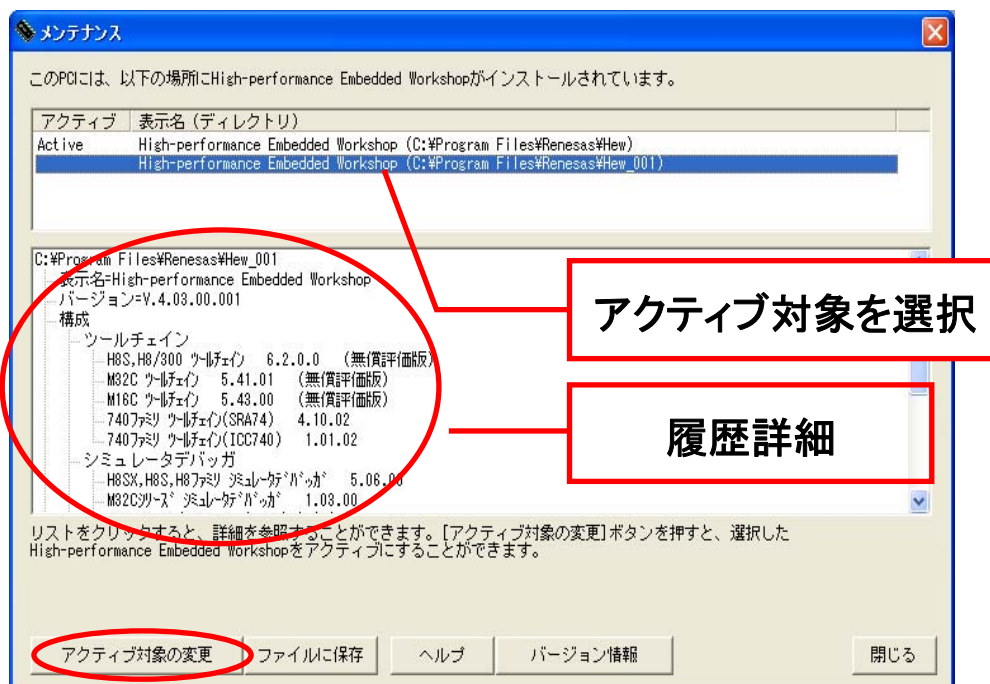 メンテナンス
このPCには、以下の場所にHigh-performance Embedded Workshopがインストールされています。
アクティブ 表示名(ディレクトリ)
Active High-performance Embedded Workshop (C:¥Program Files¥Renesas¥Hew)
High-performance Embedded Workshop (C:¥Program Files¥Renesas¥Hew_001)
C:¥Program Files¥Renesas¥Hew_001
表示名=High-performance Embedded Workshop
バージョン=V.4.03.00.001
構成
ツールチェイン
H8S,H8/300 ツールチェイン 6.2.0.0 (無償評価版)
M32C ツールチェイン 5.41.01 (無償評価版)
M16C ツールチェイン 5.43.00 (無償評価版)
740ファミリ ツールチェイン(SRA74) 4.10.02
740ファミリ ツールチェイン(ICC740) 1.01.02
シミュレータデバッガ
H8SX,H8S,H8ファミリ シミュレータデバッガ 5.06.00
M32Cシリーズ シミュレータデバッガ 1.03.00
アクティブ対象を選択
履歴詳細
リストをクリックすると、詳細を参照することができます。[アクティブ対象の変更]ボタンを押すと、選択した
High-performance Embedded Workshopをアクティブにすることができます。
アクティブ対象の変更 ファイルに保存 ヘルプ バージョン情報 閉じる